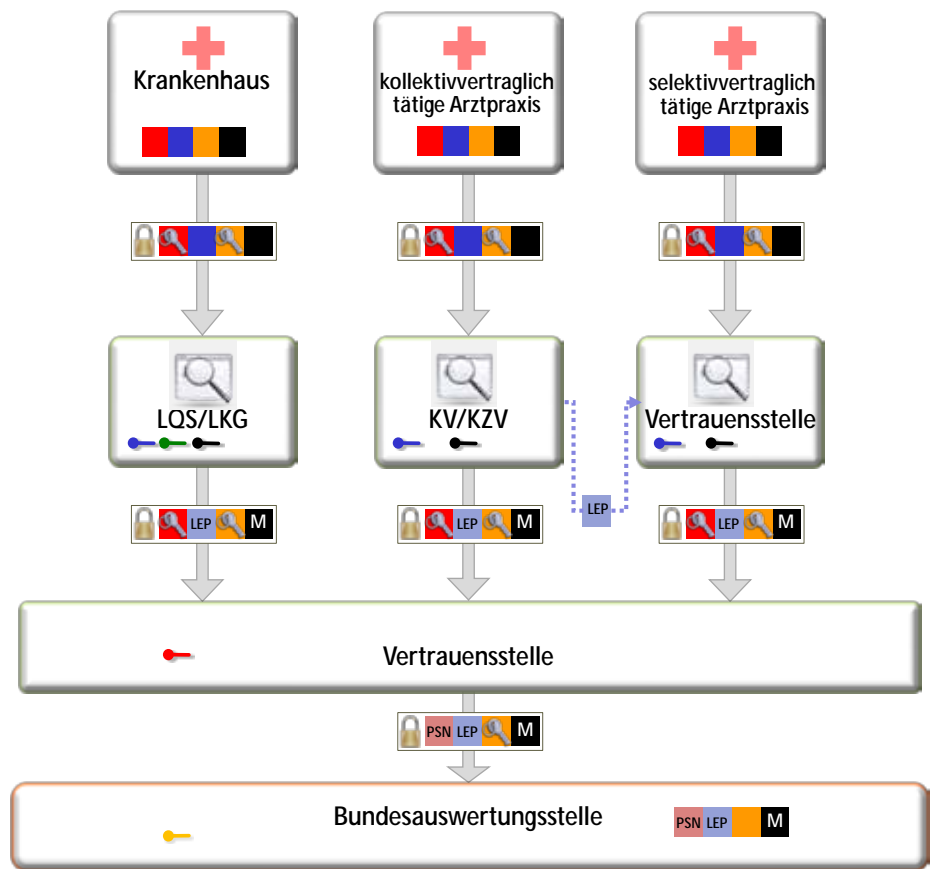 Krankenhaus
kollektivvertraglich
tätige Arztpraxis
selektivvertraglich
tätige Arztpraxis
LQS/LKG
KV/KZV
Vertrauensstelle
LEP
LEP M
LEP M
LEP M
Vertrauensstelle
PSN LEP M
Bundesauswertungsstelle
PSN LEP M